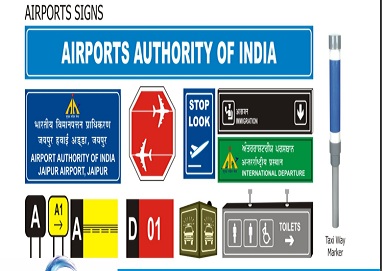 AIRPORTS SIGNS
AIRPORTS AUTHORITY OF INDIA
भारतीय विमानपत्तन प्राधिकरण
जयपुर हवाई अड्डा, जयपुर
AIRPORT AUTHORITY OF INDIA
JAIPUR AIRPORT, JAIPUR
STOP
LOOK
IMMIGRATION
अंतर्राष्ट्रीय प्रस्थान
INTERNATIONAL DEPARTURE
A
A1→
A
D 01
TOILETS
→
Taxi Way
Marker